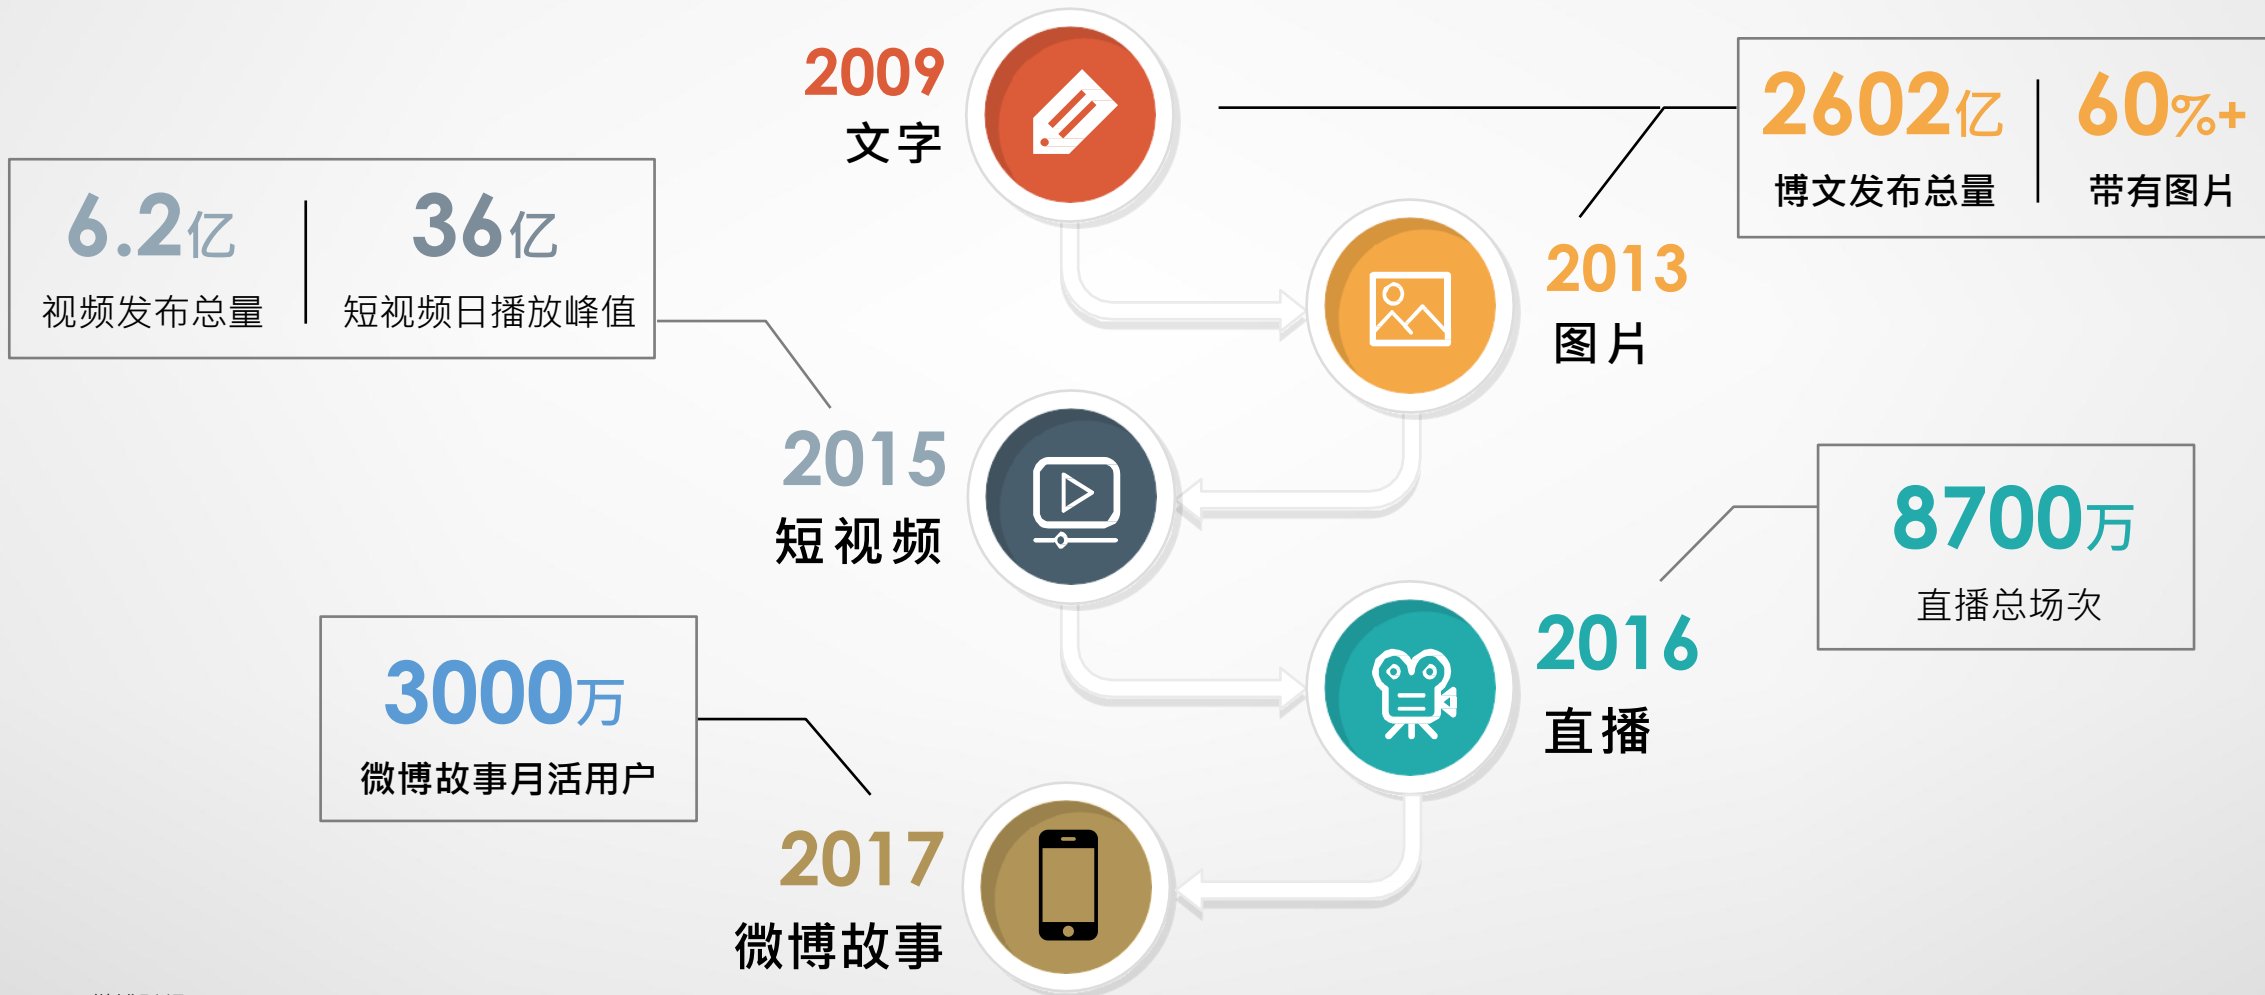 2009
文字
2602亿
博文发布总量
60%+
带有图片
6.2亿
视频发布总量
36亿
短视频日播放峰值
2013
图片
2015
短视频
8700万
直播总场次
2016
直播
3000万
微博故事月活用户
2017
微博故事